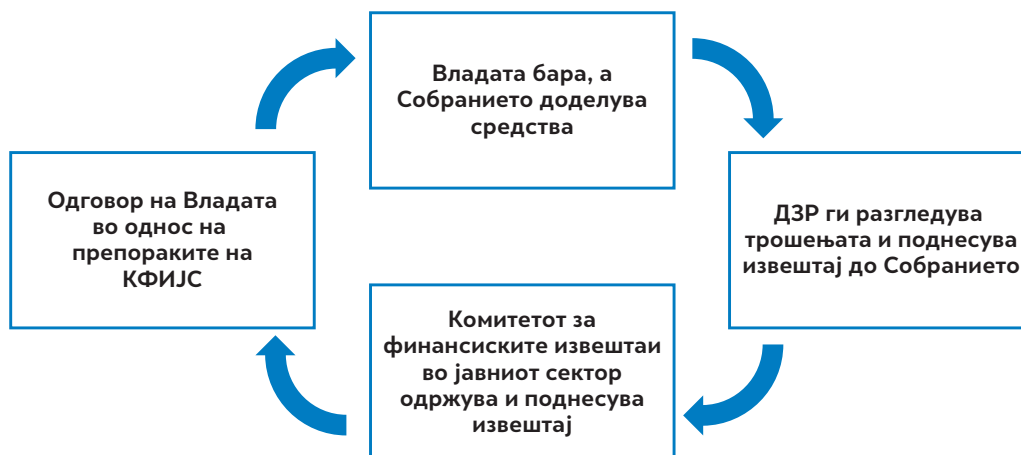 Владата бара, а
Собранието доделува
средства
ДЗР ги разгледува
трошењата и поднесува
извештај до Собранието
Комитетот за
финансиските извештаи
во јавниот сектор
одржува и поднесува
извештај
Одговор на Владата
во однос на
препораките на
КФИЈС